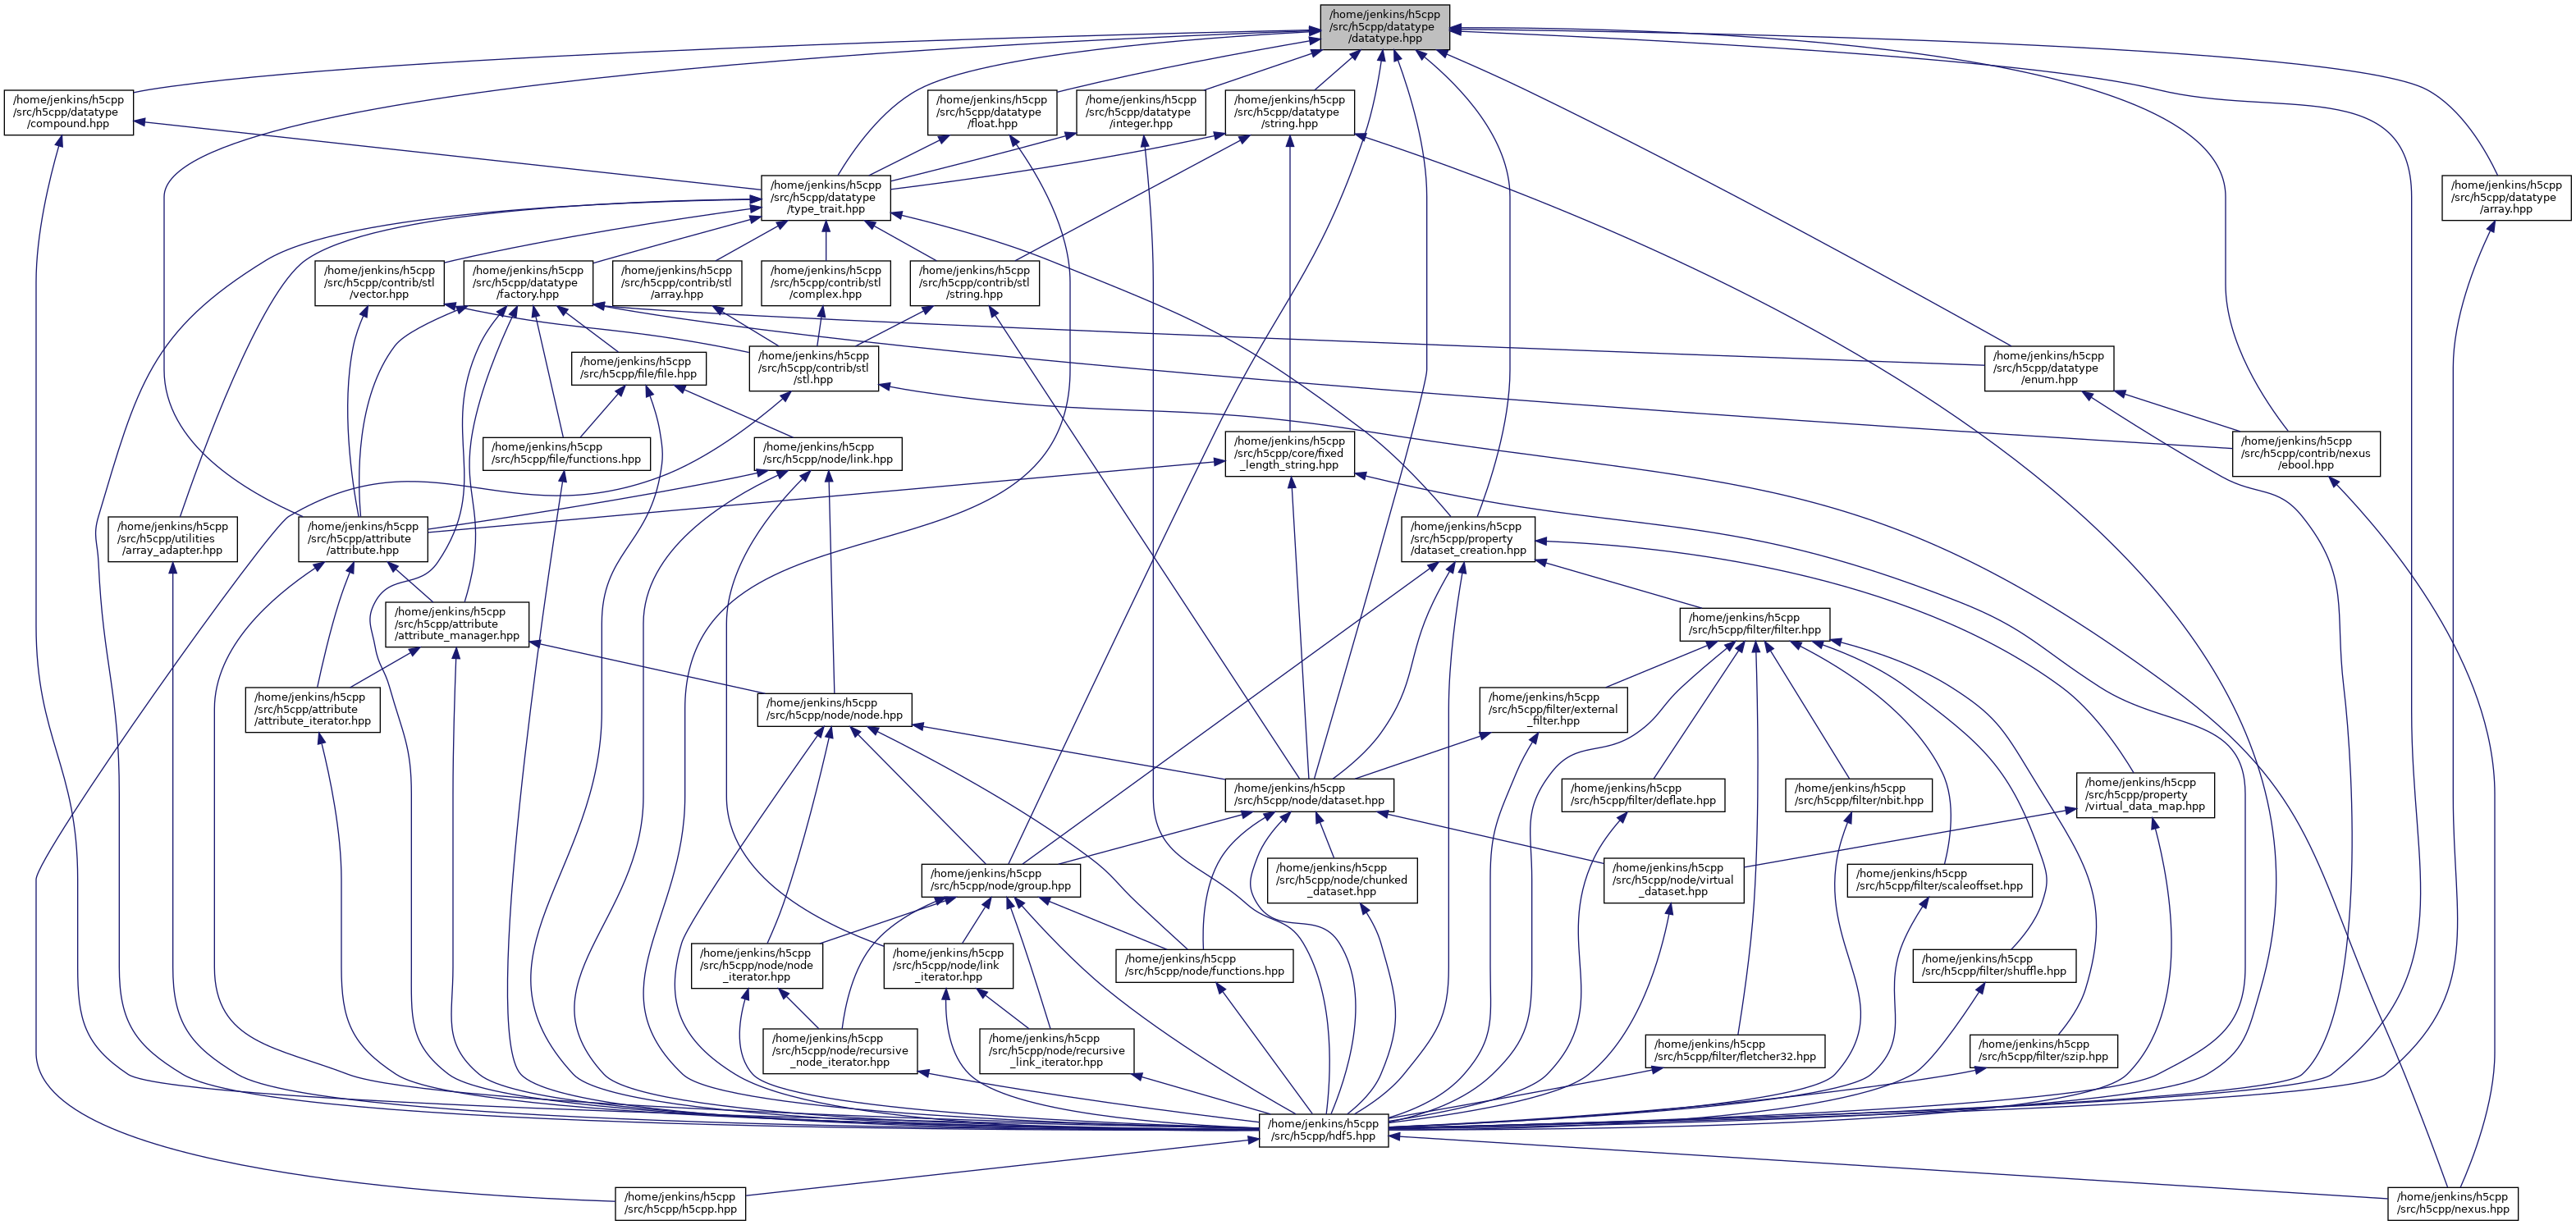 /home/jenkins/h5cpp
/src/h5cpp/datatype
/datatype.hpp
/home/jenkins/h5cpp
/src/h5cpp/datatype
/compound.hpp
/home/jenkins/h5cpp
/src/h5cpp/datatype
/float.hpp
/home/jenkins/h5cpp
/src/h5cpp/datatype
/integer.hpp
/home/jenkins/h5cpp
/src/h5cpp/datatype
/string.hpp
/home/jenkins/h5cpp
/src/h5cpp/datatype
/type_trait.hpp
/home/jenkins/h5cpp
/src/h5cpp/datatype
/array.hpp
/home/jenkins/h5cpp
/src/h5cpp/contrib/stl
/vector.hpp
/home/jenkins/h5cpp
/src/h5cpp/datatype
/factory.hpp
/home/jenkins/h5cpp
/src/h5cpp/contrib/stl
/array.hpp
/home/jenkins/h5cpp
/src/h5cpp/contrib/stl
/complex.hpp
/home/jenkins/h5cpp
/src/h5cpp/contrib/stl
/string.hpp
/home/jenkins/h5cpp
/src/h5cpp/file/file.hpp
/home/jenkins/h5cpp
/src/h5cpp/contrib/stl
/stl.hpp
/home/jenkins/h5cpp
/src/h5cpp/datatype
/enum.hpp
/home/jenkins/h5cpp
/src/h5cpp/file/functions.hpp
/home/jenkins/h5cpp
/src/h5cpp/node/link.hpp
/home/jenkins/h5cpp
/src/h5cpp/core/fixed
_length_string.hpp
/home/jenkins/h5cpp
/src/h5cpp/contrib/nexus
/ebool.hpp
/home/jenkins/h5cpp
/src/h5cpp/utilities
/array_adapter.hpp
/home/jenkins/h5cpp
/src/h5cpp/attribute
/attribute.hpp
/home/jenkins/h5cpp
/src/h5cpp/property
/dataset_creation.hpp
/home/jenkins/h5cpp
/src/h5cpp/attribute
/attribute_manager.hpp
/home/jenkins/h5cpp
/src/h5cpp/filter/filter.hpp
/home/jenkins/h5cpp
/src/h5cpp/attribute
/attribute_iterator.hpp
/home/jenkins/h5cpp
/src/h5cpp/node/node.hpp
/home/jenkins/h5cpp
/src/h5cpp/filter/external
_filter.hpp
/home/jenkins/h5cpp
/src/h5cpp/node/dataset.hpp
/home/jenkins/h5cpp
/src/h5cpp/filter/deflate.hpp
/home/jenkins/h5cpp
/src/h5cpp/filter/nbit.hpp
/home/jenkins/h5cpp
/src/h5cpp/property
/virtual_data_map.hpp
/home/jenkins/h5cpp
/src/h5cpp/node/group.hpp
/home/jenkins/h5cpp
/src/h5cpp/node/chunked
_dataset.hpp
/home/jenkins/h5cpp
/src/h5cpp/node/virtual
_dataset.hpp
/home/jenkins/h5cpp
/src/h5cpp/filter/scaleoffset.hpp
/home/jenkins/h5cpp
/src/h5cpp/node/node
_iterator.hpp
/home/jenkins/h5cpp
/src/h5cpp/node/link
_iterator.hpp
/home/jenkins/h5cpp
/src/h5cpp/node/functions.hpp
/home/jenkins/h5cpp
/src/h5cpp/filter/shuffle.hpp
/home/jenkins/h5cpp
/src/h5cpp/node/recursive
_node_iterator.hpp
/home/jenkins/h5cpp
/src/h5cpp/node/recursive
_link_iterator.hpp
/home/jenkins/h5cpp
/src/h5cpp/filter/fletcher32.hpp
/home/jenkins/h5cpp
/src/h5cpp/filter/szip.hpp
/home/jenkins/h5cpp
/src/h5cpp/hdf5.hpp
/home/jenkins/h5cpp
/src/h5cpp/h5cpp.hpp
/home/jenkins/h5cpp
/src/h5cpp/nexus.hpp